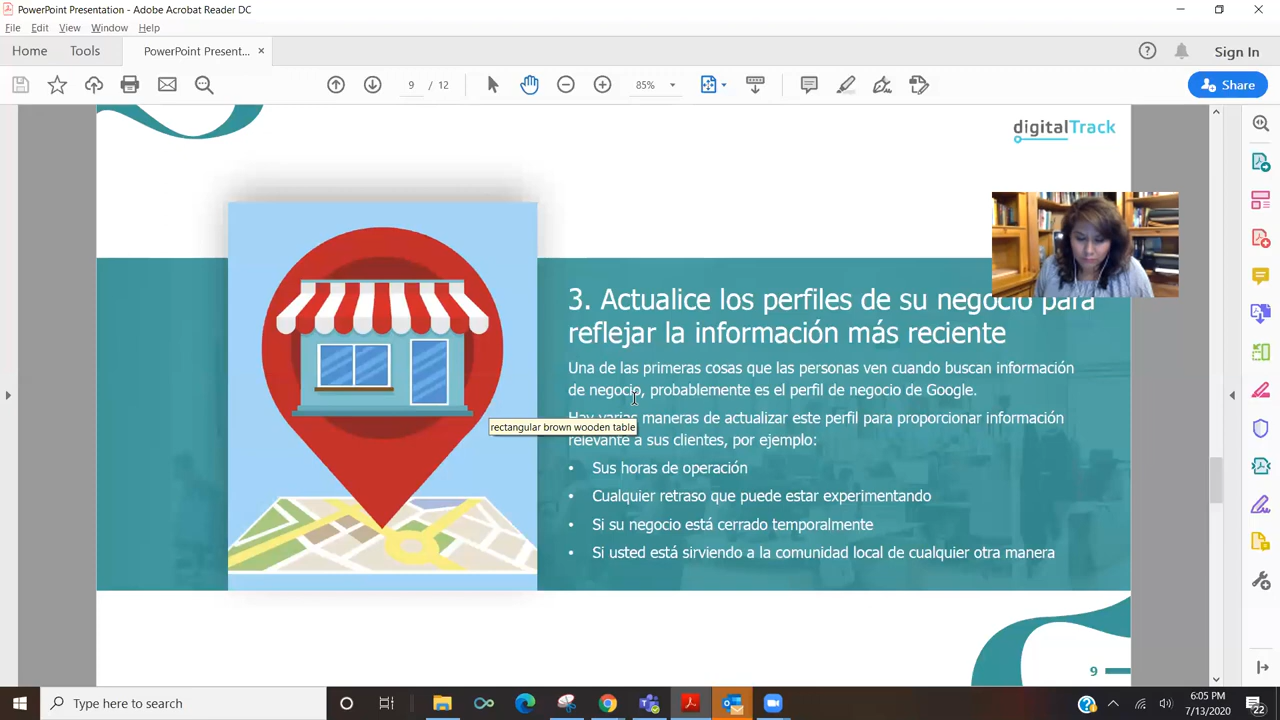 PowerPoint Presentation - Adobe Acrobat Reader DC
File Edit View Window Help
Home Tools PowerPoint Present... × Sign In
9 / 12 85% Share
digitalTrack
3. Actualice los perfiles de su negocio para
reflejar la información más reciente
Una de las primeras cosas que las personas ven cuando buscan información
de negocio, probablemente es el perfil de negocio de Google.
Hay varias maneras de actualizar este perfil para proporcionar información
rectangular brown wooden table
relevante a sus clientes, por ejemplo:
• Sus horas de operación
• Cualquier retraso que puede estar experimentando
• Si su negocio está cerrado temporalmente
• Si usted está sirviendo a la comunidad local de cualquier otra manera
9
Type here to search
6:05 PM
7/13/2020
22